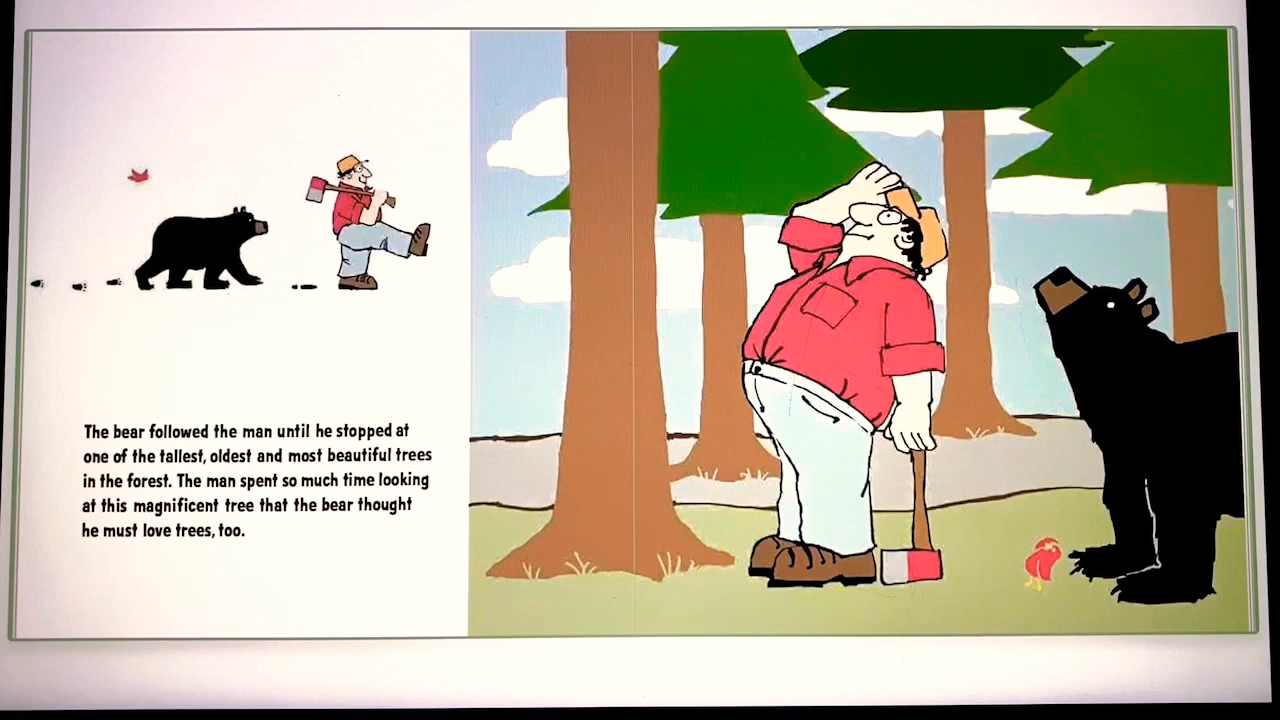 The bear followed the man until he stopped at
one of the tallest, oldest and most beautiful trees
in the forest. The man spent so much time looking
at this magnificent tree that the bear thought
he must love trees, too.